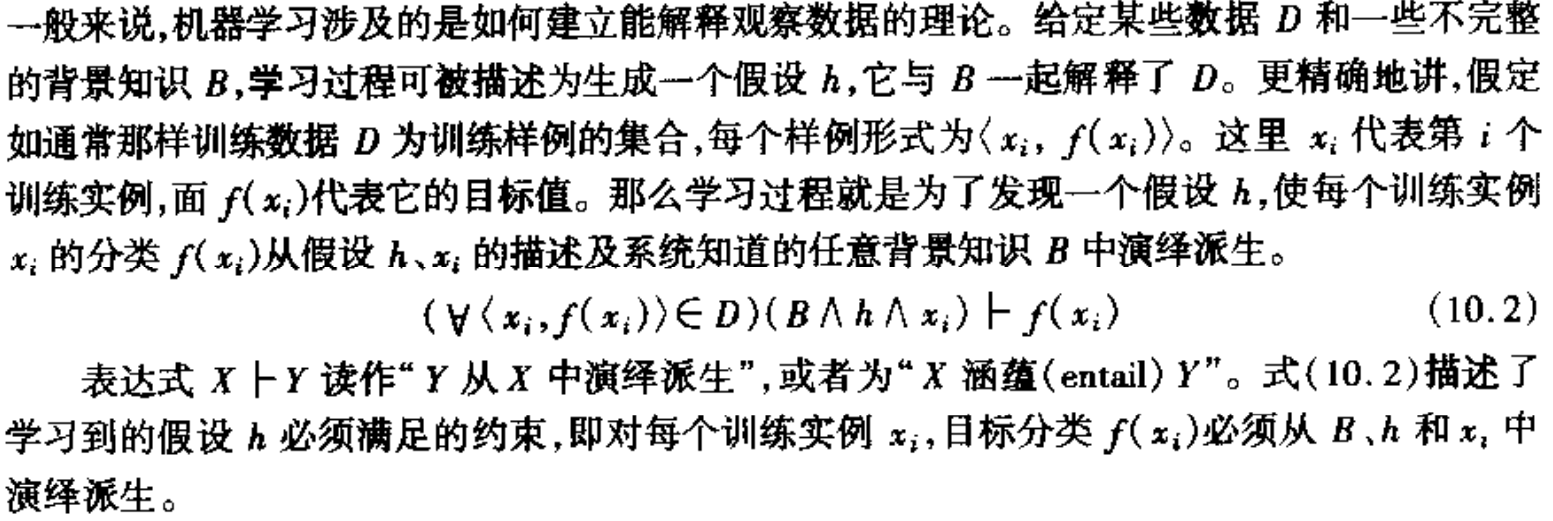 一般来说,机器学习涉及的是如何建立能解释观察数据的理论。给定某些数据 D 和一些不完整
的背景知识 B,学习过程可被描述为生成一个假设 h,它与 B 一起解释了 D。更精确地讲,假定
如通常那样训练数据 D 为训练样例的集合,每个样例形式为〈x_i, f(x_i)〉。这里 x_i 代表第 i 个
训练实例,面 f(x_i)代表它的目标值。那么学习过程就是为了发现一个假设 h,使每个训练实例
x_i 的分类 f(x_i)从假设 h、x_i 的描述及系统知道的任意背景知识 B 中演绎派生。
(∀〈x_i,f(x_i)〉∈D)(B∧h∧x_i)├ f(x_i) (10.2)
表达式 X├Y 读作“Y 从 X 中演绎派生”,或者为“X 涵蕴(entail) Y”。式(10.2)描述了
学习到的假设 h 必须满足的约束,即对每个训练实例 x_i,目标分类 f(x_i)必须从 B、h 和 x_i 中
演绎派生。